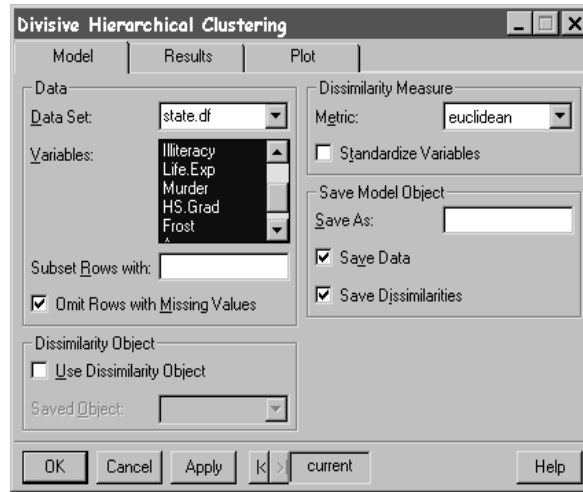 Divisive Hierarchical Clustering
Model Results Plot
Data
Data Set: state.df
Variables:
Illiteracy
Life.Exp
Murder
HS.Grad
Frost
Subset Rows with:
Omit Rows with Missing Values
Dissimilarity Object
Use Dissimilarity Object
Saved Object:
Dissimilarity Measure
Metric: euclidean
Standardize Variables
Save Model Object
Save As:
Save Data
Save Dissimilarities
OK Cancel Apply current Help